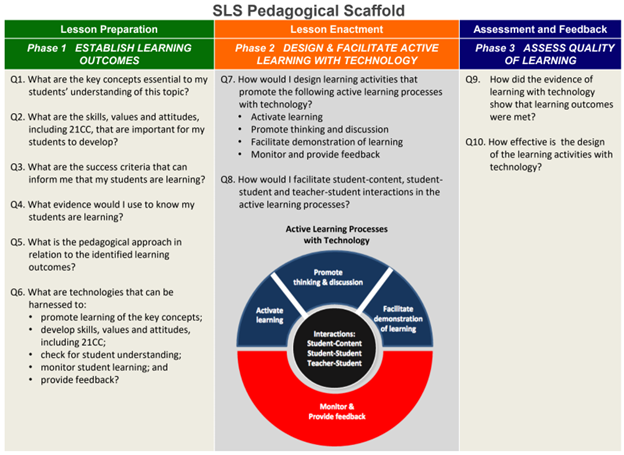 SLS Pedagogical Scaffold
Lesson Preparation
Phase 1 ESTABLISH LEARNING
OUTCOMES
Q1. What are the key concepts essential to my
students' understanding of this topic?
Q2. What are the skills, values and attitudes,
including 21CC, that are important for my
students to develop?
Q3. What are the success criteria that can
inform me that my students are learning?
Q4. What evidence would I use to know my
students are learning?
Q5. What is the pedagogical approach in
relation to the identified learning
outcomes?
Q6. What are technologies that can be
harnessed to:
• promote learning of the key concepts;
• develop skills, values and attitudes,
including 21CC;
• check for student understanding;
• monitor student learning; and
• provide feedback?
Lesson Enactment
Phase 2 DESIGN & FACILITATE ACTIVE
LEARNING WITH TECHNOLOGY
Q7. How would I design learning activities that
promote the following active learning processes
with technology?
• Activate learning
• Promote thinking and discussion
• Facilitate demonstration of learning
• Monitor and provide feedback
Q8. How would I facilitate student-content, student-
student and teacher-student interactions in the
active learning processes?
Active Learning Processes
with Technology
Promote
thinking & discussion
Activate
learning
Facilitate
demonstration
of learning
Interactions:
Student-Content
Student-Student
Teacher-Student
Monitor &
Provide feedback
Assessment and Feedback
Phase 3 ASSESS QUALITY
OF LEARNING
Q9. How did the evidence of
learning with technology
show that learning outcomes
were met?
Q10. How effective is the design
of the learning activities with
technology?